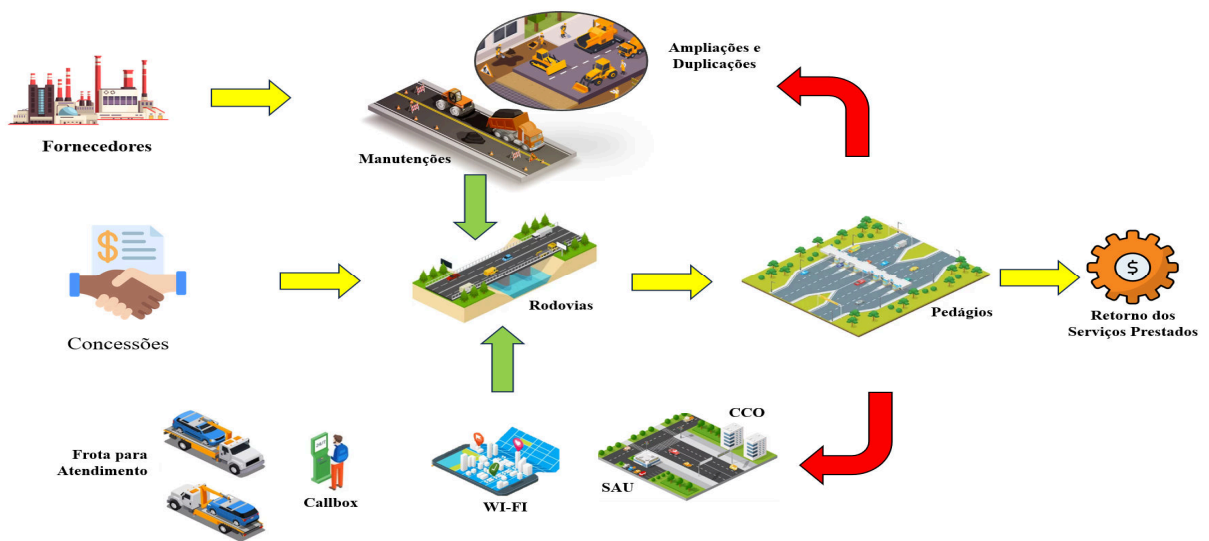 Ampliações e
Duplicações
Fornecedores
Manutenções
Concessões
Rodovias
Pedágios
Retorno dos
Serviços Prestados
Frota para
Atendimento
Callbox
WI-FI
CCO
SAU